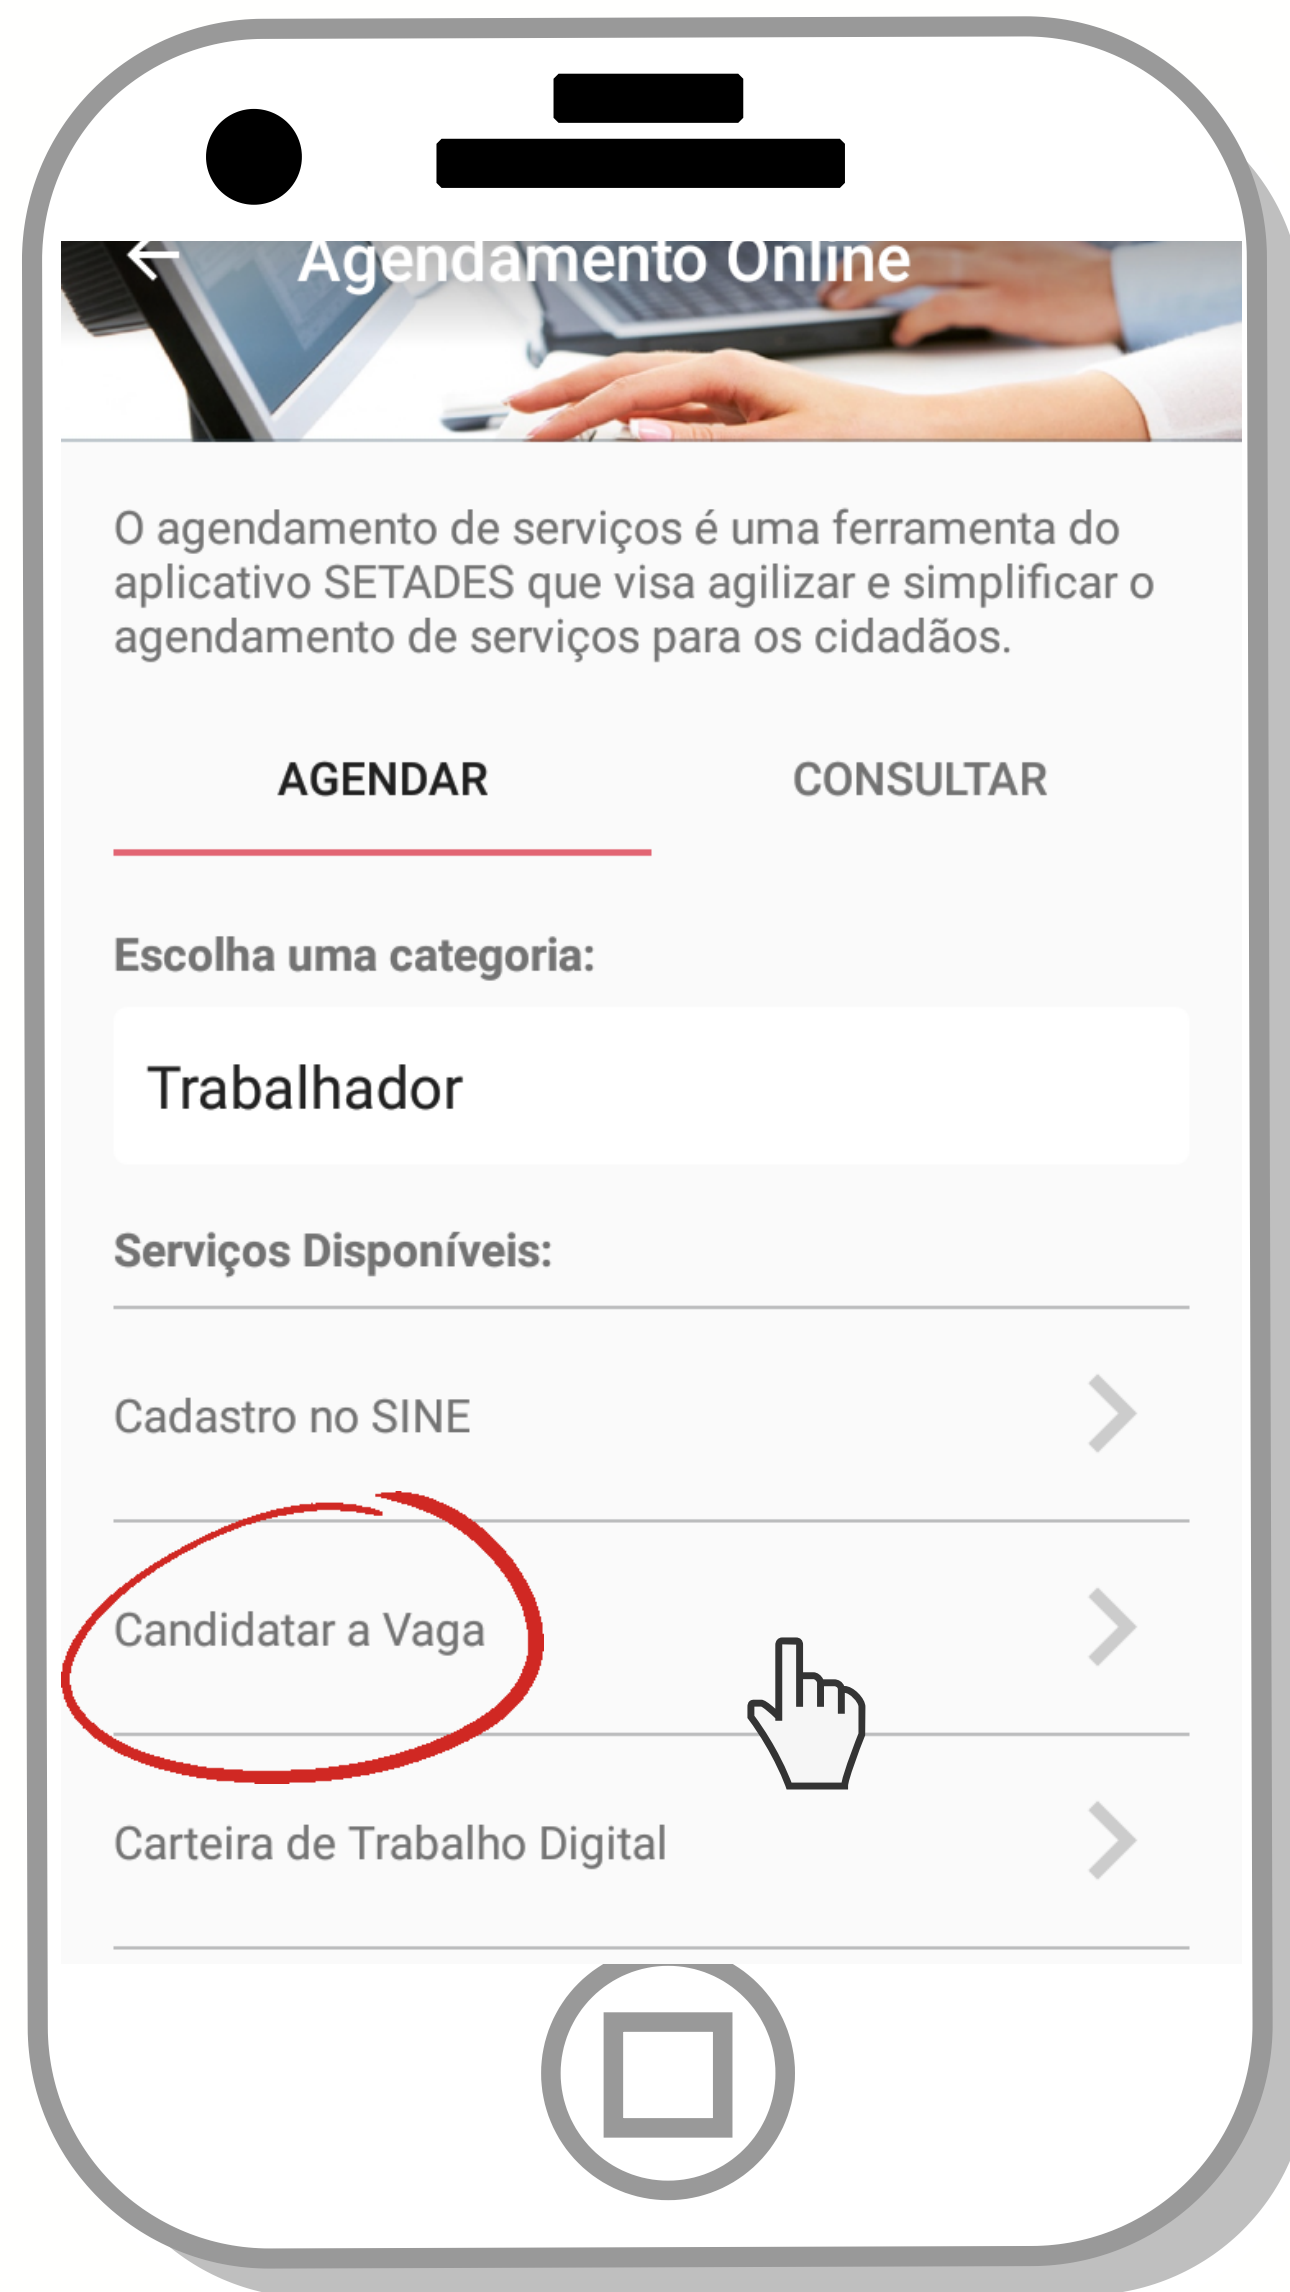 Agendamento Online
O agendamento de serviços é uma ferramenta do
aplicativo SETADES que visa agilizar e simplificar o
agendamento de serviços para os cidadãos.
AGENDAR CONSULTAR
Escolha uma categoria:
Trabalhador
Serviços Disponíveis:
Cadastro no SINE
Candidatar a Vaga
Carteira de Trabalho Digital